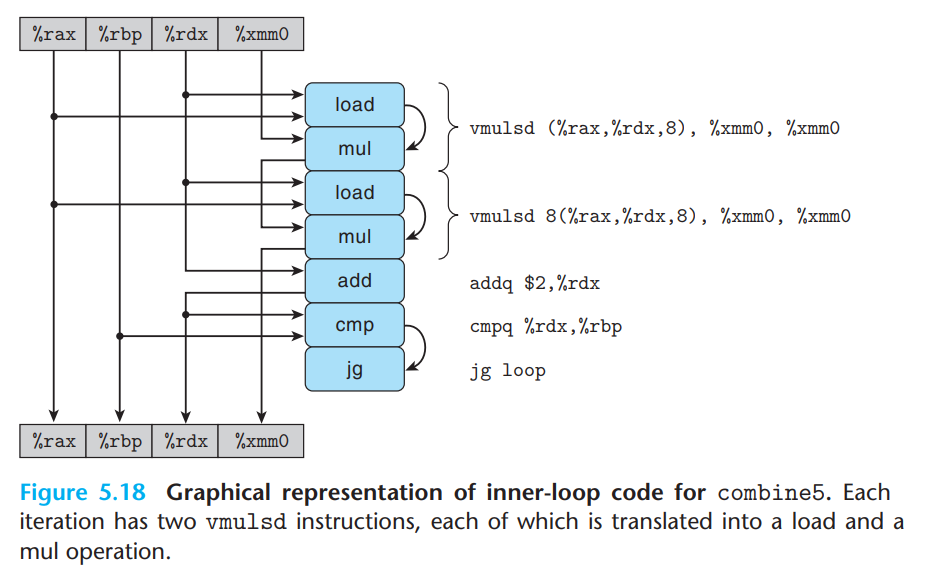 %rax %rbp %rdx %xmm0
load
vmulsd (%rax,%rdx,8), %xmm0, %xmm0
mul
load
vmulsd 8(%rax,%rdx,8), %xmm0, %xmm0
mul
add addq $2,%rdx
cmp cmpq %rdx,%rbp
jg jg loop
%rax %rbp %rdx %xmm0
Figure 5.18 Graphical representation of inner-loop code for combine5. Each
iteration has two vmulsd instructions, each of which is translated into a load and a
mul operation.